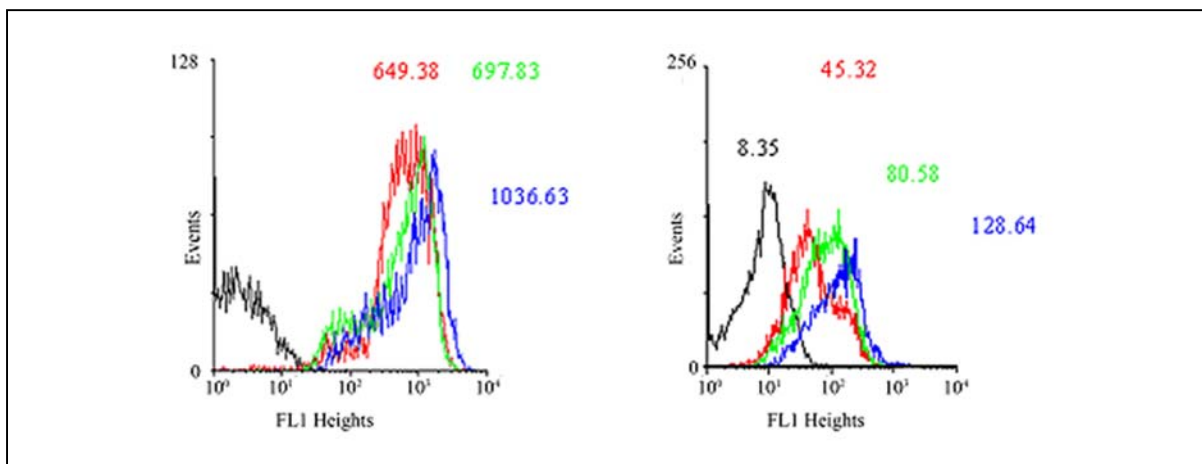 128
649.38 697.83
1036.63
Events
0
10⁰ 10¹ 10² 10³ 10⁴
FL1 Heights
256
45.32
8.35
80.58
128.64
Events
0
10⁰ 10¹ 10² 10³ 10⁴
FL1 Heights